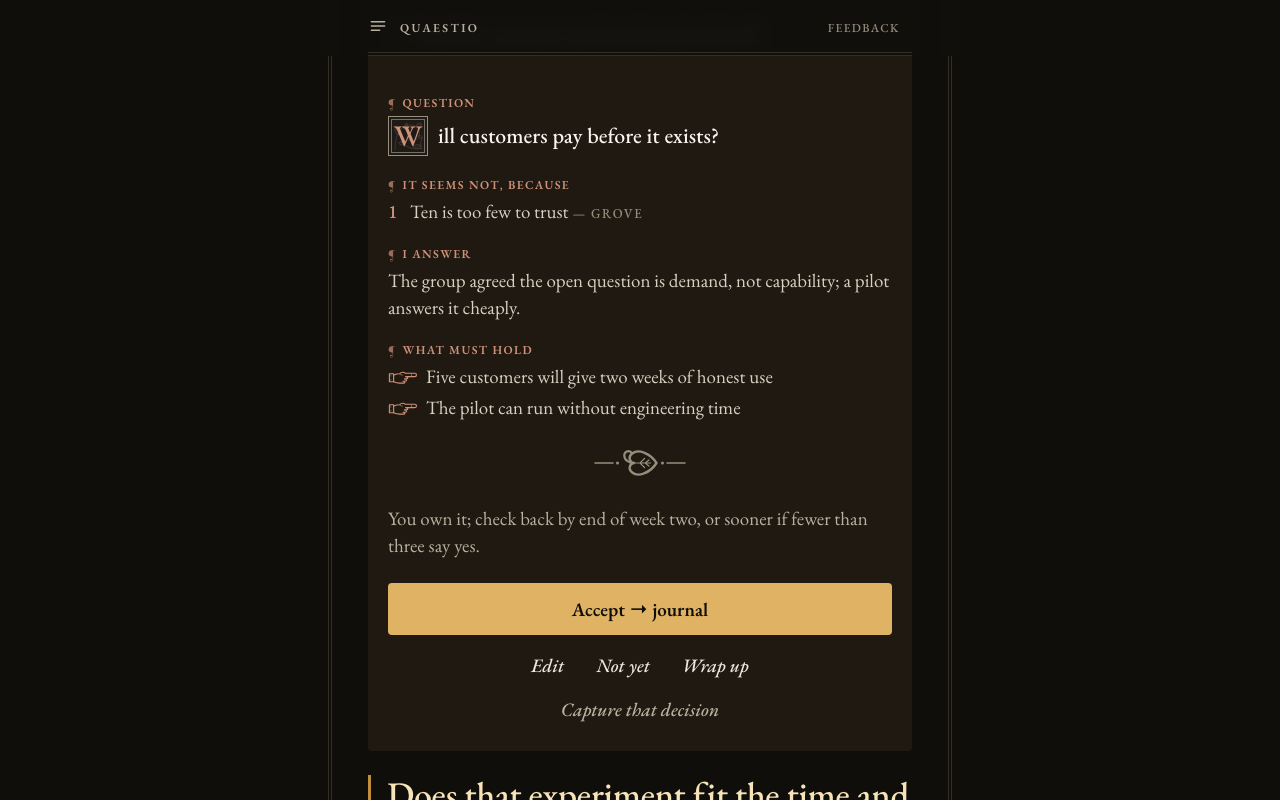 QUAESTIO
FEEDBACK
¶ QUESTION
Will customers pay before it exists?
¶ IT SEEMS NOT, BECAUSE
1 Ten is too few to trust — GROVE
¶ I ANSWER
The group agreed the open question is demand, not capability; a pilot
answers it cheaply.
¶ WHAT MUST HOLD
☞ Five customers will give two weeks of honest use
☞ The pilot can run without engineering time
You own it; check back by end of week two, or sooner if fewer than
three say yes.
Accept → journal
Edit Not yet Wrap up
Capture that decision
Does that experiment fit the time and